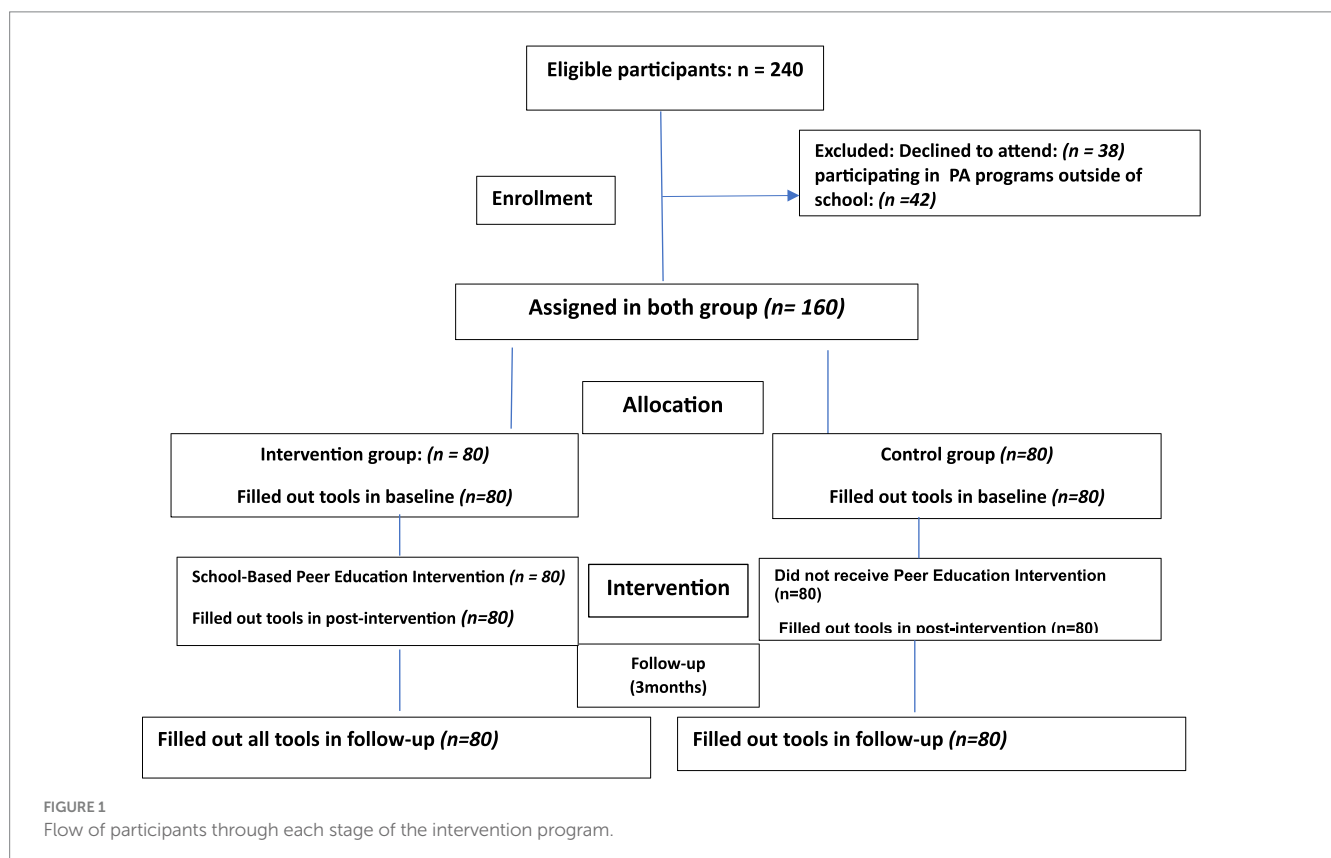 Eligible participants: n = 240
Excluded: Declined to attend: (n = 38)
participating in PA programs outside of
school: (n =42)
Enrollment
Assigned in both group (n= 160)
Allocation
Intervention group: (n = 80)
Filled out tools in baseline (n=80)
Control group (n=80)
Filled out tools in baseline (n=80)
School-Based Peer Education Intervention (n = 80)
Filled out tools in post-intervention (n=80)
Intervention
Did not receive Peer Education Intervention
(n=80)
Filled out tools in post-intervention (n=80)
Follow-up
(3months)
Filled out all tools in follow-up (n=80)
Filled out tools in follow-up (n=80)
FIGURE 1
Flow of participants through each stage of the intervention program.